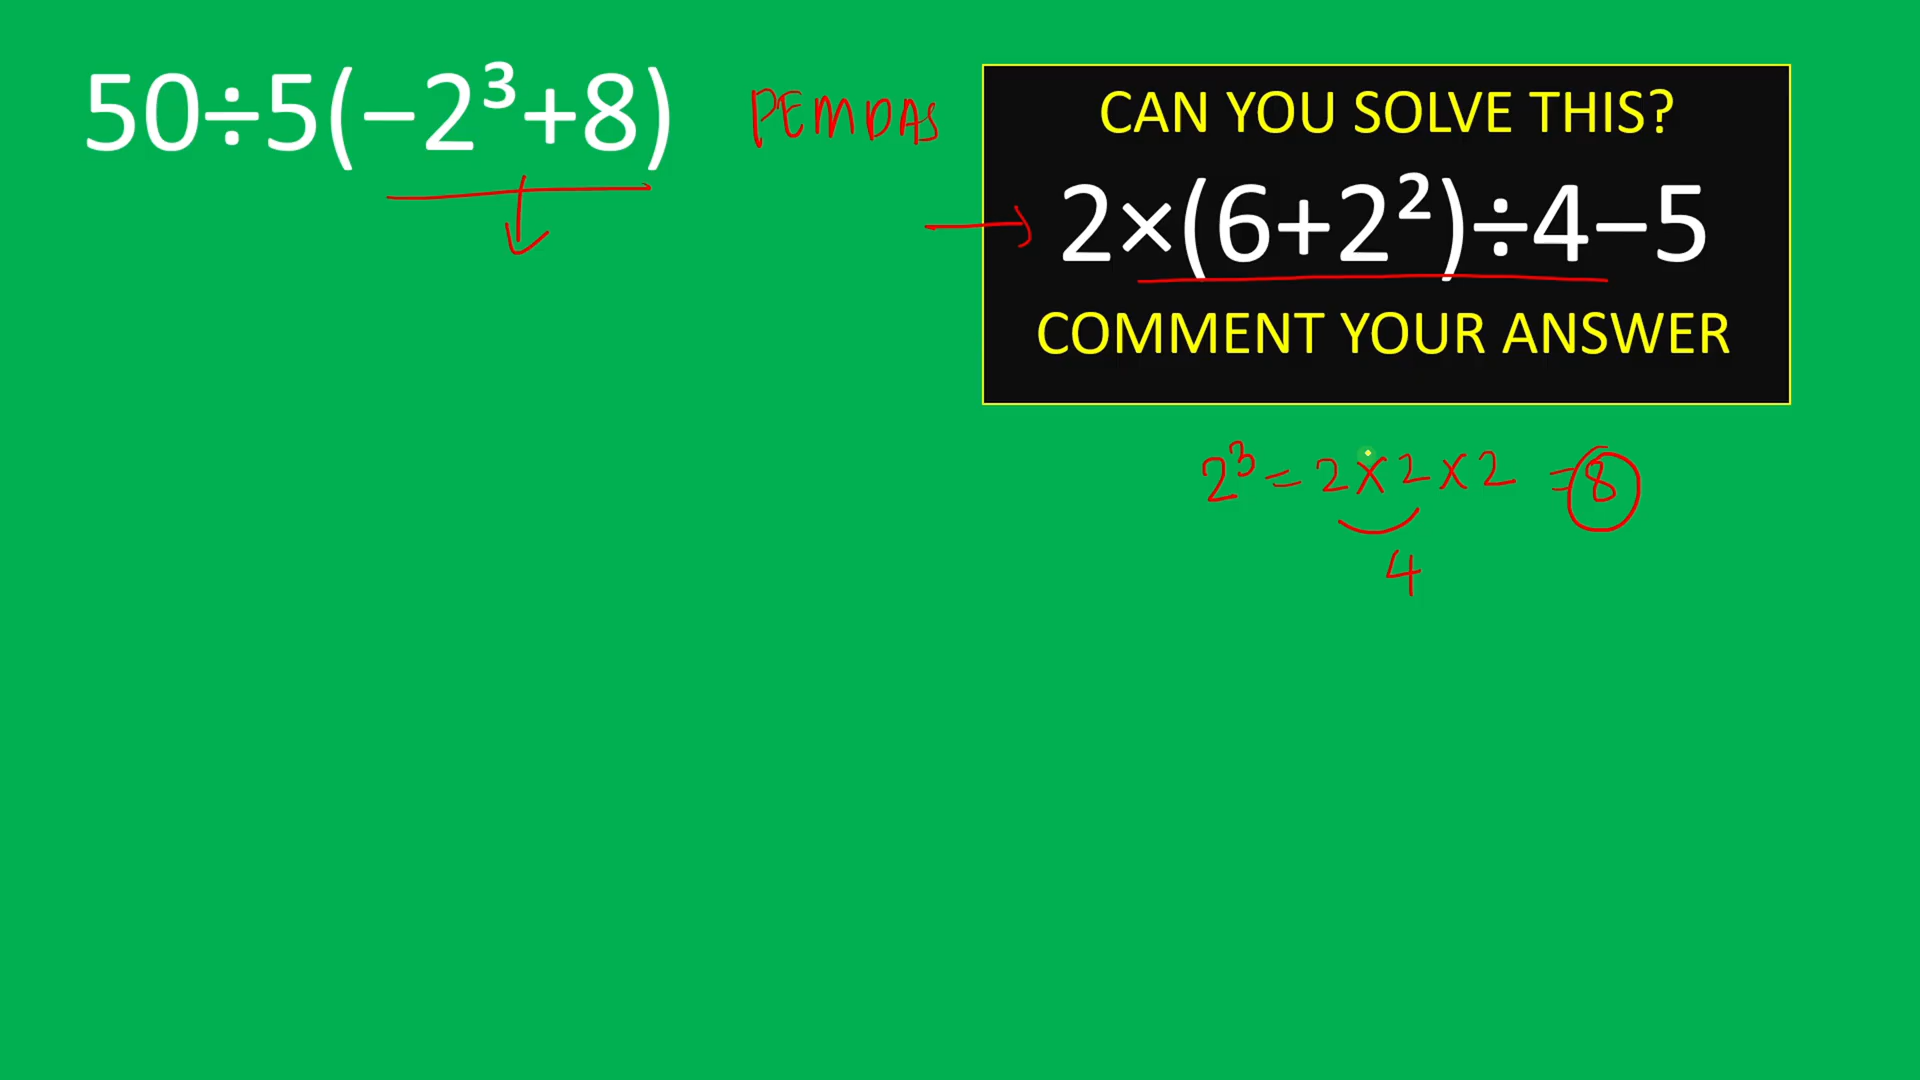 50÷5(−2³+8)
PEMDAS
CAN YOU SOLVE THIS?
2×(6+2²)÷4−5
COMMENT YOUR ANSWER
2³=2×2×2=8
4